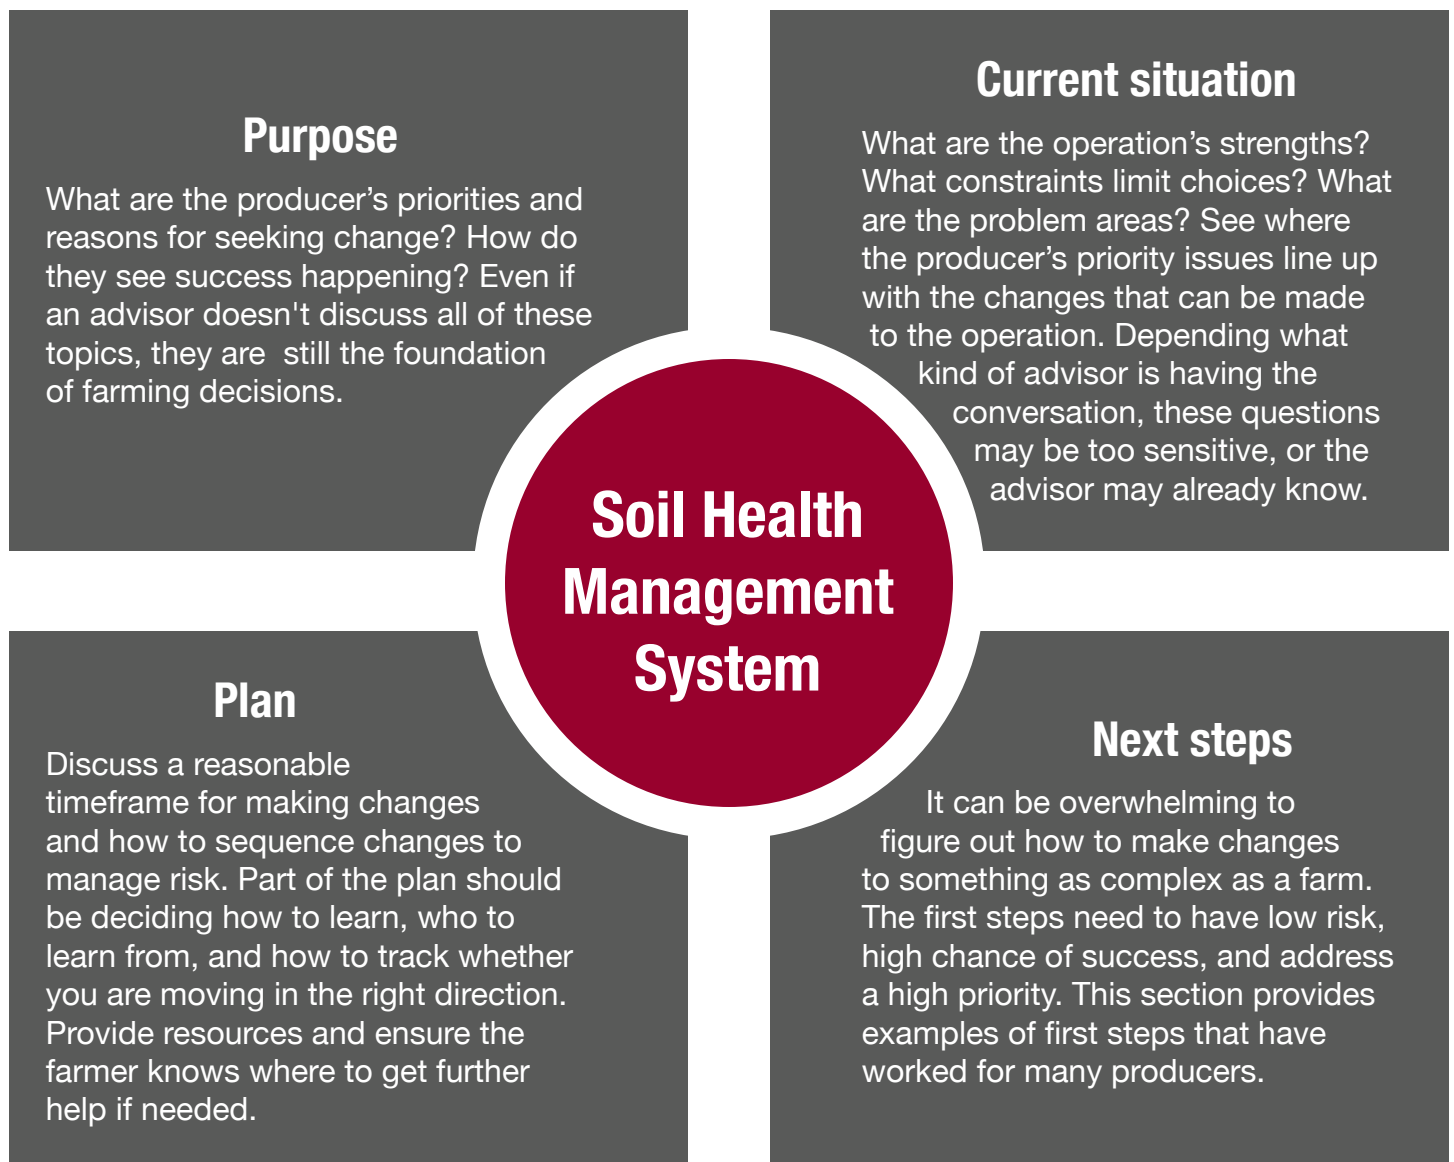 Purpose
What are the producer’s priorities and
reasons for seeking change? How do
they see success happening? Even if
an advisor doesn't discuss all of these
topics, they are  still the foundation
of farming decisions.
Current situation
What are the operation’s strengths?
What constraints limit choices? What
are the problem areas? See where
the producer’s priority issues line up
with the changes that can be made
to the operation. Depending what
kind of advisor is having the
conversation, these questions
may be too sensitive, or the
advisor may already know.
Soil Health
Management
System
Plan
Discuss a reasonable
timeframe for making changes
and how to sequence changes to
manage risk. Part of the plan should
be deciding how to learn, who to
learn from, and how to track whether
you are moving in the right direction.
Provide resources and ensure the
farmer knows where to get further
help if needed.
Next steps
It can be overwhelming to
figure out how to make changes
to something as complex as a farm.
The first steps need to have low risk,
high chance of success, and address
a high priority. This section provides
examples of first steps that have
worked for many producers.